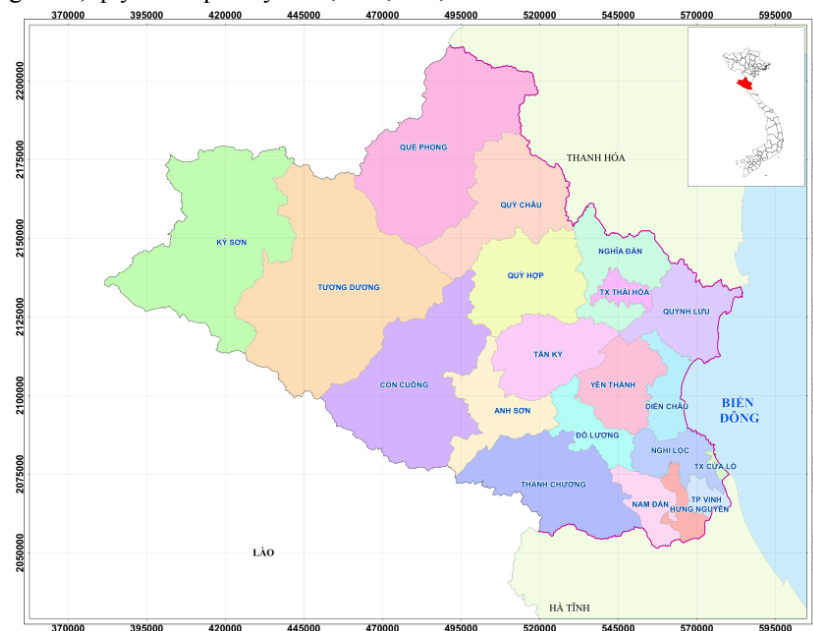 370000 395000 420000 445000 470000 495000 520000 545000 570000 595000
2200000
2175000
2150000
2125000
2100000
2075000
2050000
THANH HÓA
QUẾ PHONG
QUỲ CHÂU
KỲ SƠN
NGHĨA ĐÀN
QUỲ HỢP
TƯƠNG DƯƠNG
TX THÁI HÒA
QUỲNH LƯU
TÂN KỲ
CON CUÔNG
YÊN THÀNH
BIỂN
ĐÔNG
DIỄN CHÂU
ANH SƠN
ĐÔ LƯƠNG
NGHI LỘC
TX CỬA LÒ
THANH CHƯƠNG
TP VINH
NAM ĐÀN
HƯNG NGUYÊN
LÀO
HÀ TĨNH
370000 395000 420000 445000 470000 495000 520000 545000 570000 595000